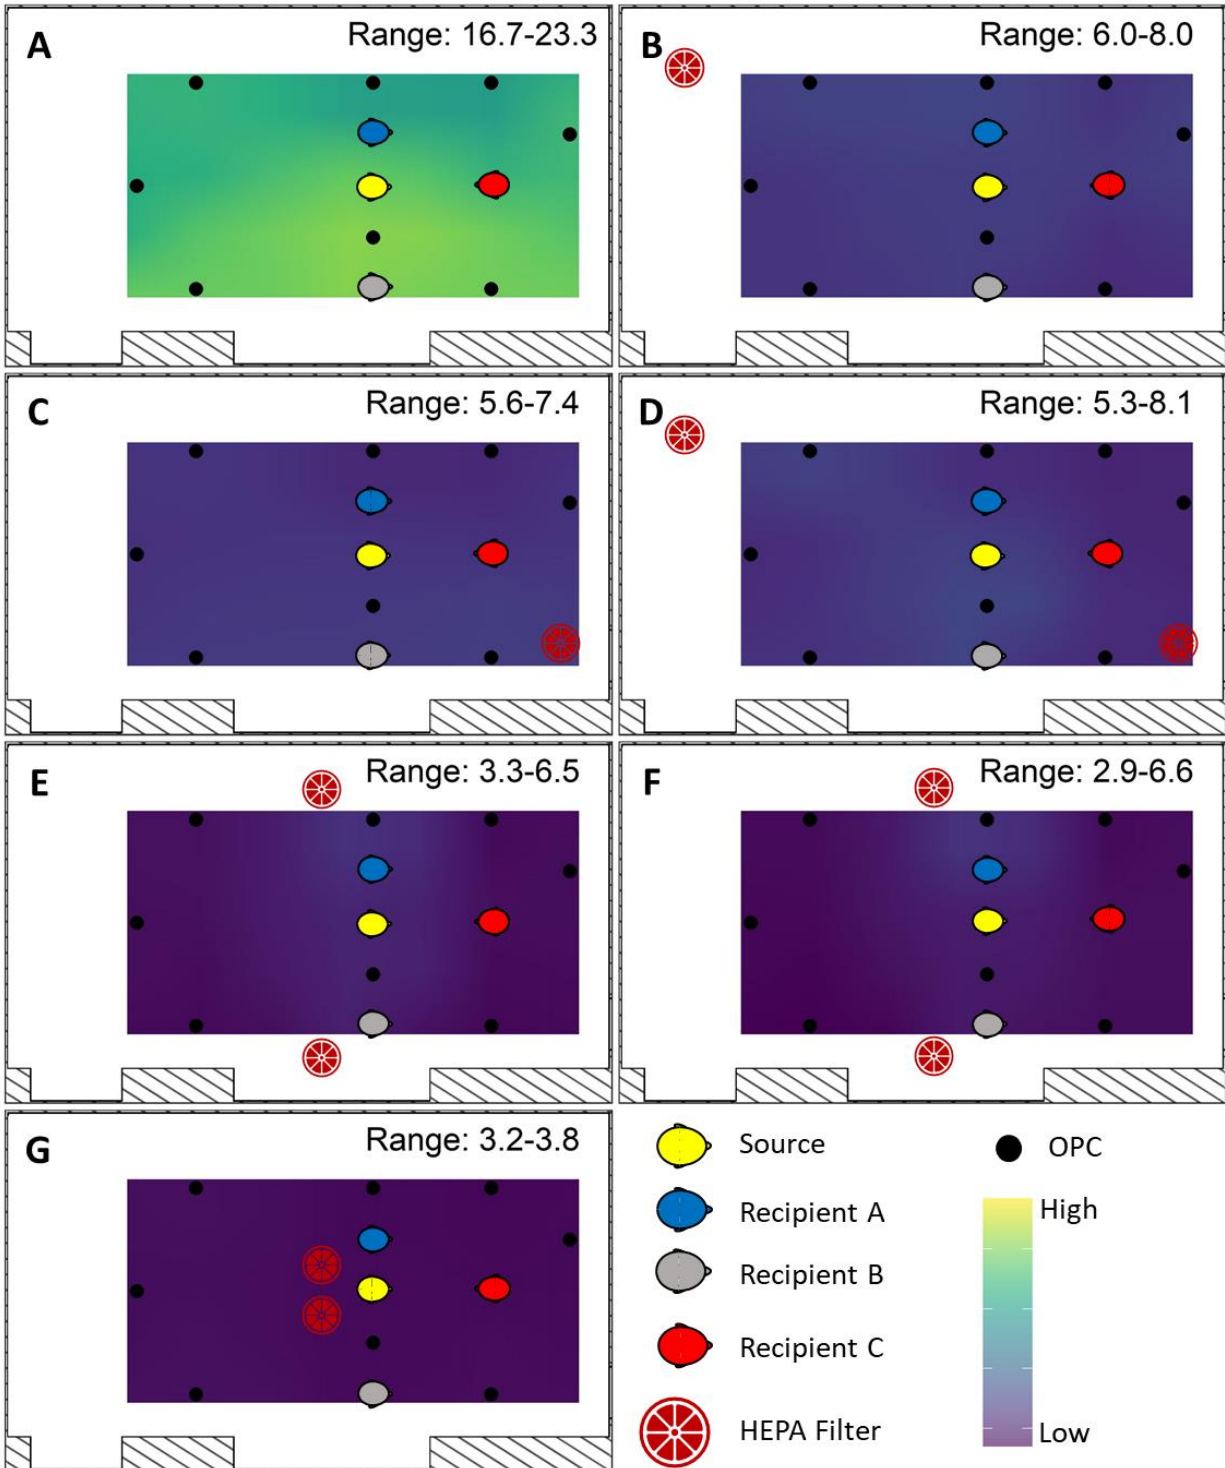 A
Range: 16.7-23.3
B
Range: 6.0-8.0
C
Range: 5.6-7.4
D
Range: 5.3-8.1
E
Range: 3.3-6.5
F
Range: 2.9-6.6
G
Range: 3.2-3.8
Source
OPC
Recipient A
High
Recipient B
Recipient C
HEPA Filter
Low